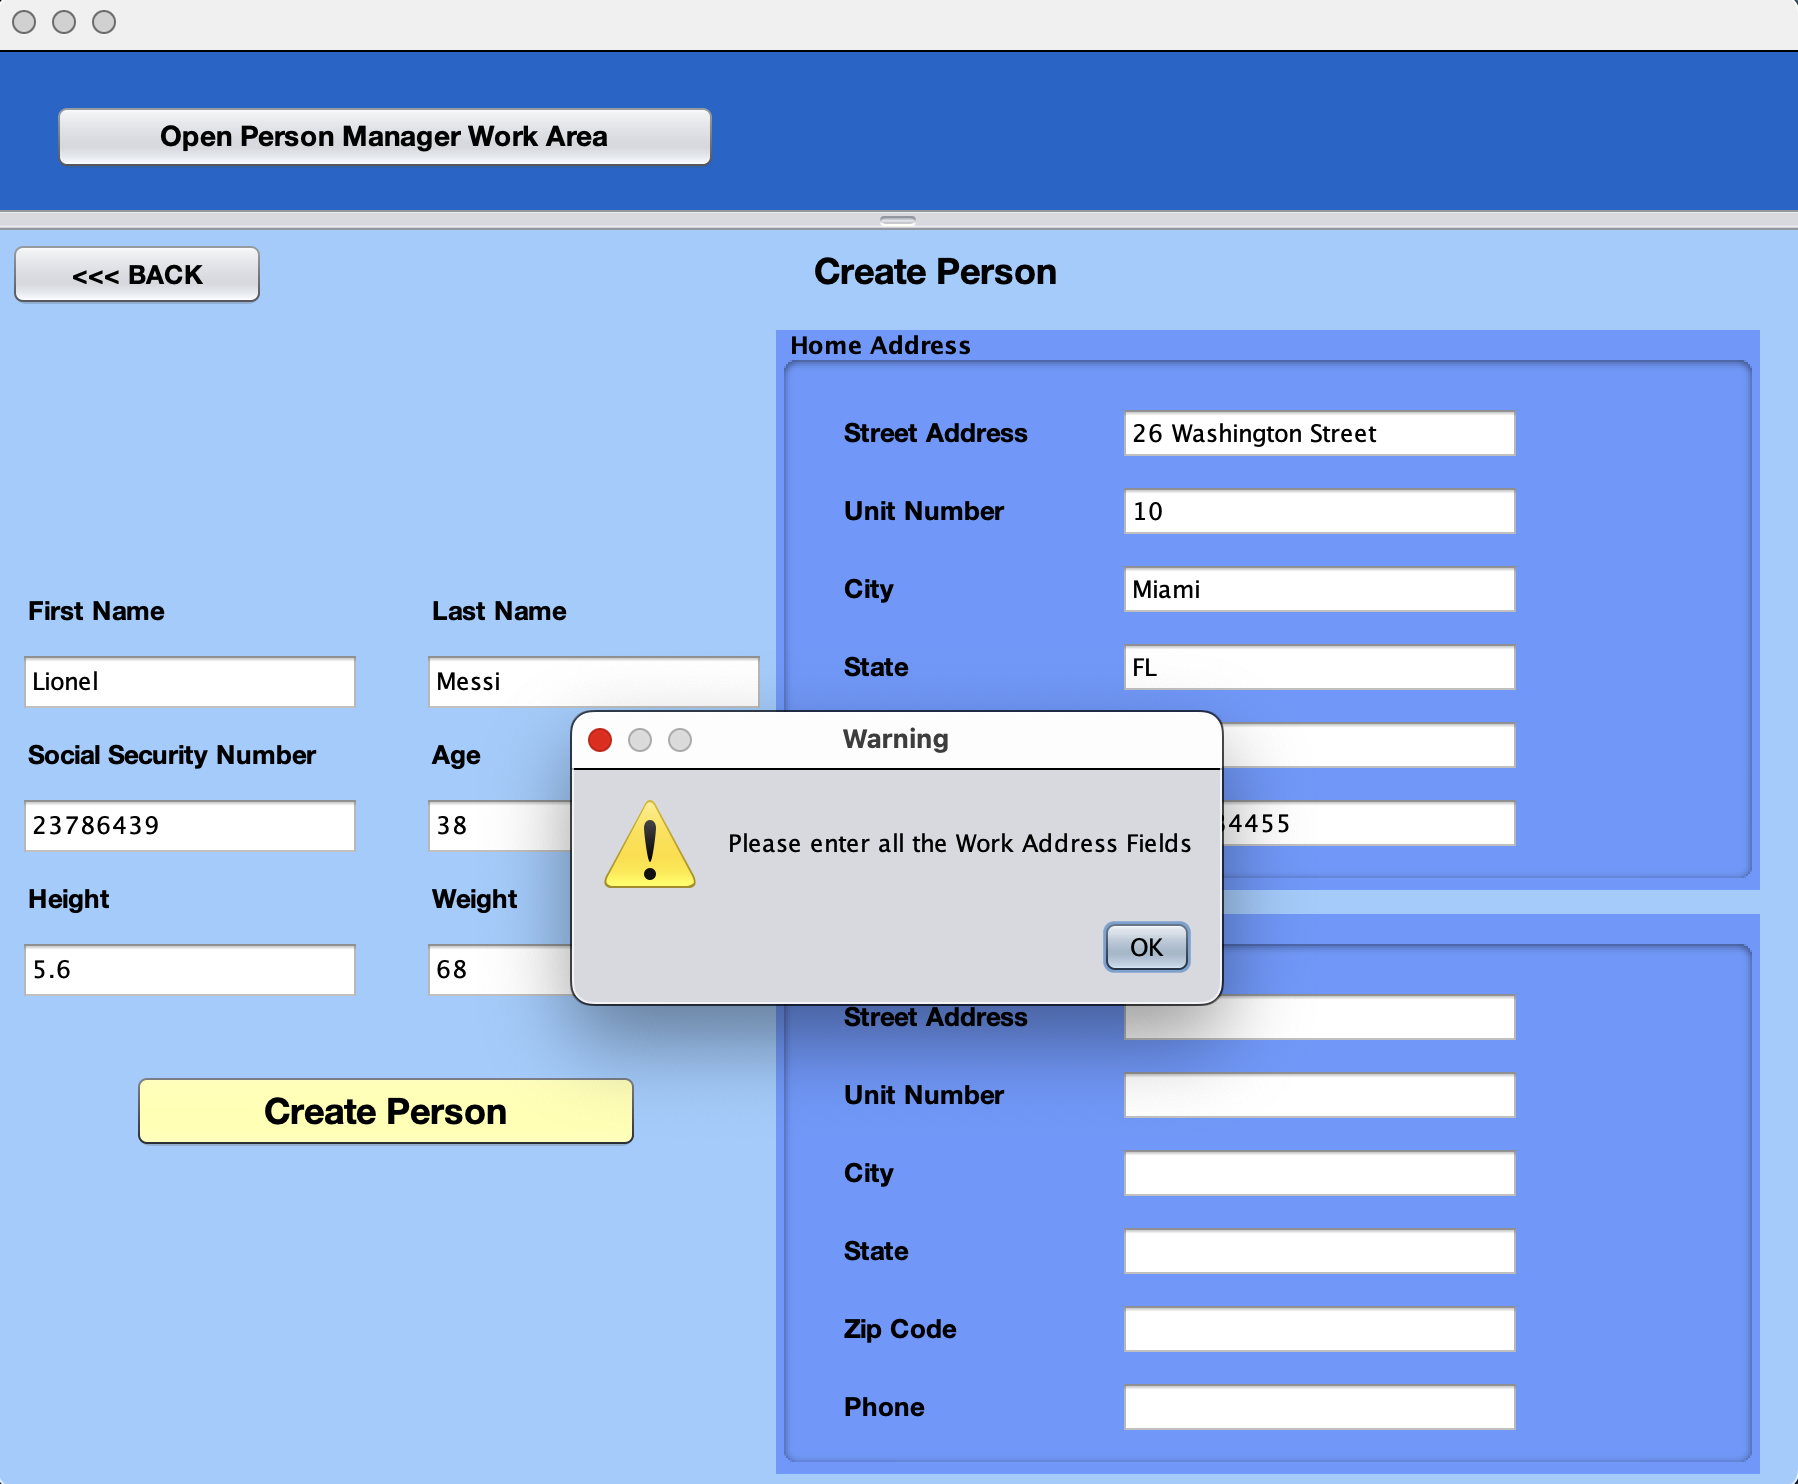 Open Person Manager Work Area
<<< BACK
Create Person
Home Address
Street Address 26 Washington Street
Unit Number 10
City Miami
State FL
First Name Last Name
Lionel Messi
Social Security Number Age
23786439 38
Height Weight
5.6 68
Create Person
Warning
Please enter all the Work Address Fields
OK
4455
Street Address
Unit Number
City
State
Zip Code
Phone